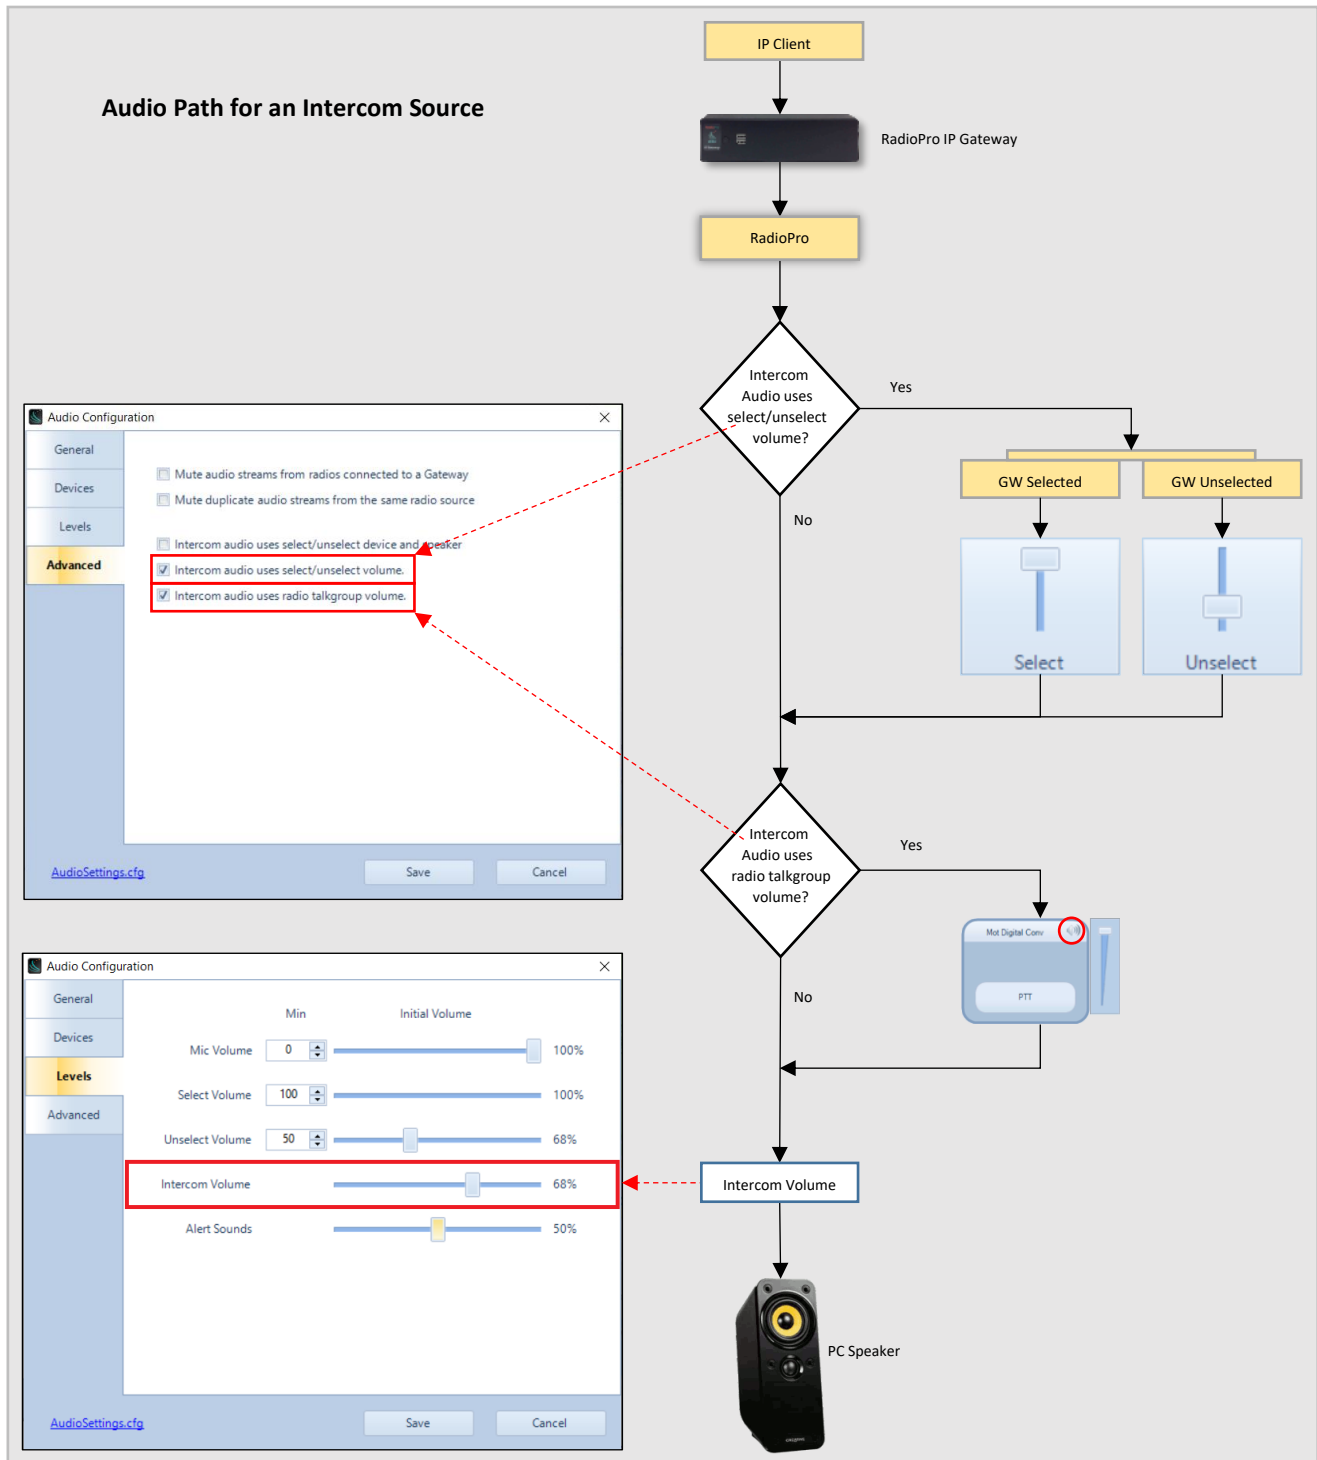 IP Client
Audio Path for an Intercom Source
RadioPro IP Gateway
RadioPro
Intercom
Audio uses
select/unselect
volume?
Yes
No
GW Selected
GW Unselected
Select
Unselect
Audio Configuration
General
Devices
Levels
Advanced
Mute audio streams from radios connected to a Gateway
Mute duplicate audio streams from the same radio source
Intercom audio uses select/unselect device and speaker
Intercom audio uses select/unselect volume.
Intercom audio uses radio talkgroup volume.
AudioSettings.cfg
Save
Cancel
Intercom
Audio uses
radio talkgroup
volume?
Yes
No
Mot Digital Conv
PTT
Audio Configuration
General
Devices
Levels
Advanced
Min
Initial Volume
Mic Volume 0 100%
Select Volume 100 100%
Unselect Volume 50 68%
Intercom Volume 68%
Alert Sounds 50%
AudioSettings.cfg
Save
Cancel
Intercom Volume
PC Speaker